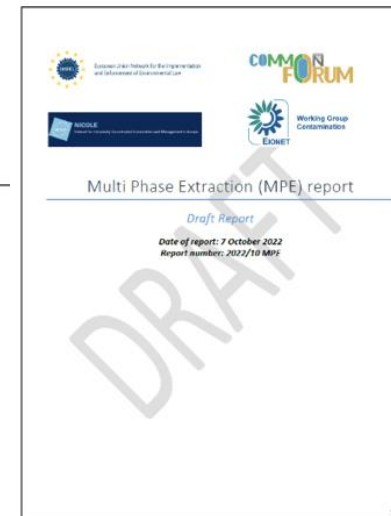 European Union Network for the Implementation
and Enforcement of Environmental Law
COMMON
FORUM
NICOLE
Working Group
Contamination
EIONET
Multi Phase Extraction (MPE) report
Draft Report
Date of report: 7 October 2022
Report number: 2022/10 MPE
DRAFT